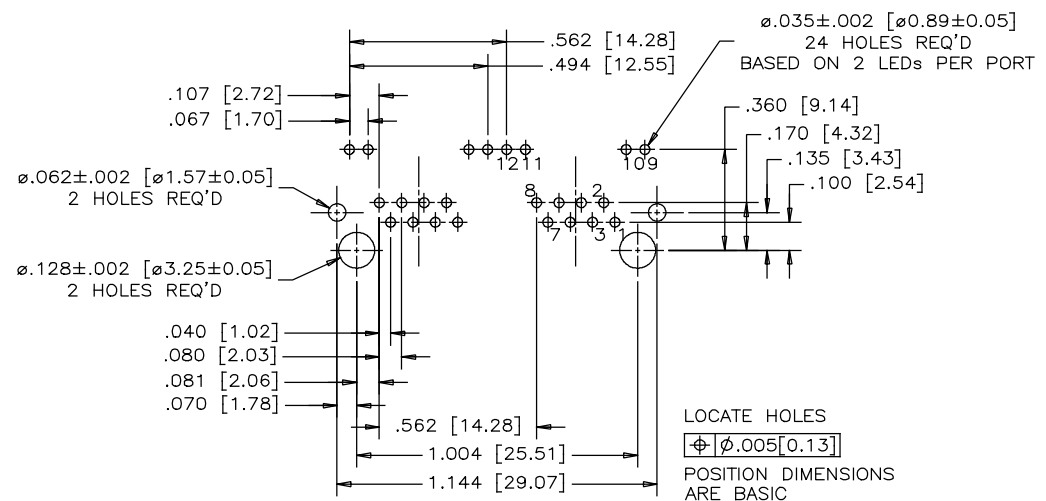 .562 [14.28]
.494 [12.55]
ø.035±.002 [ø0.89±0.05]
24 HOLES REQ'D
BASED ON 2 LEDs PER PORT
.107 [2.72]
.067 [1.70]
.360 [9.14]
.170 [4.32]
.135 [3.43]
.100 [2.54]
1211
109
ø.062±.002 [ø1.57±0.05]
2 HOLES REQ'D
8
2
7
3
1
ø.128±.002 [ø3.25±0.05]
2 HOLES REQ'D
.040 [1.02]
.080 [2.03]
.081 [2.06]
.070 [1.78]
.562 [14.28]
1.004 [25.51]
1.144 [29.07]
LOCATE HOLES
⌖ Ø.005[0.13]
POSITION DIMENSIONS
ARE BASIC